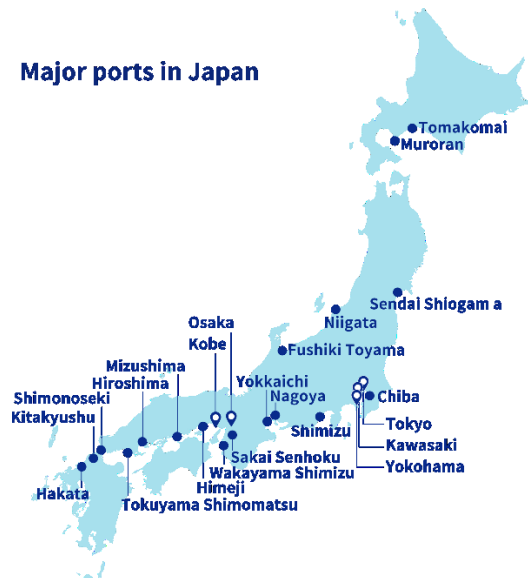 Major ports in Japan
Tomakomai
Muroran
Sendai Shiogam a
Niigata
Osaka
Kobe
Fushiki Toyama
Mizushima
Hiroshima
Yokkaichi
Nagoya
Shimonoseki
Kitakyushu
Chiba
Shimizu
Tokyo
Kawasaki
Yokohama
Sakai Senhoku
Wakayama Shimizu
Himeji
Hakata
Tokuyama Shimomatsu